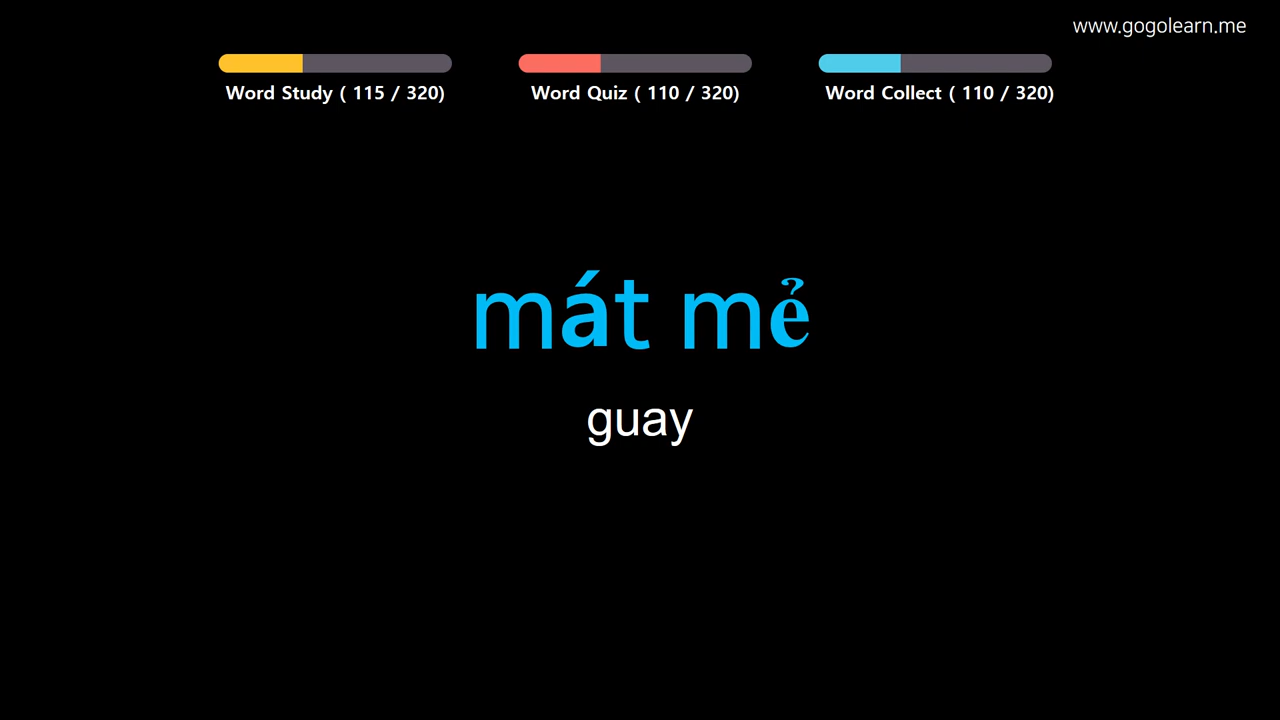 www.gogolearn.me
Word Study ( 115 / 320)
Word Quiz ( 110 / 320)
Word Collect ( 110 / 320)
mát mẻ
guay